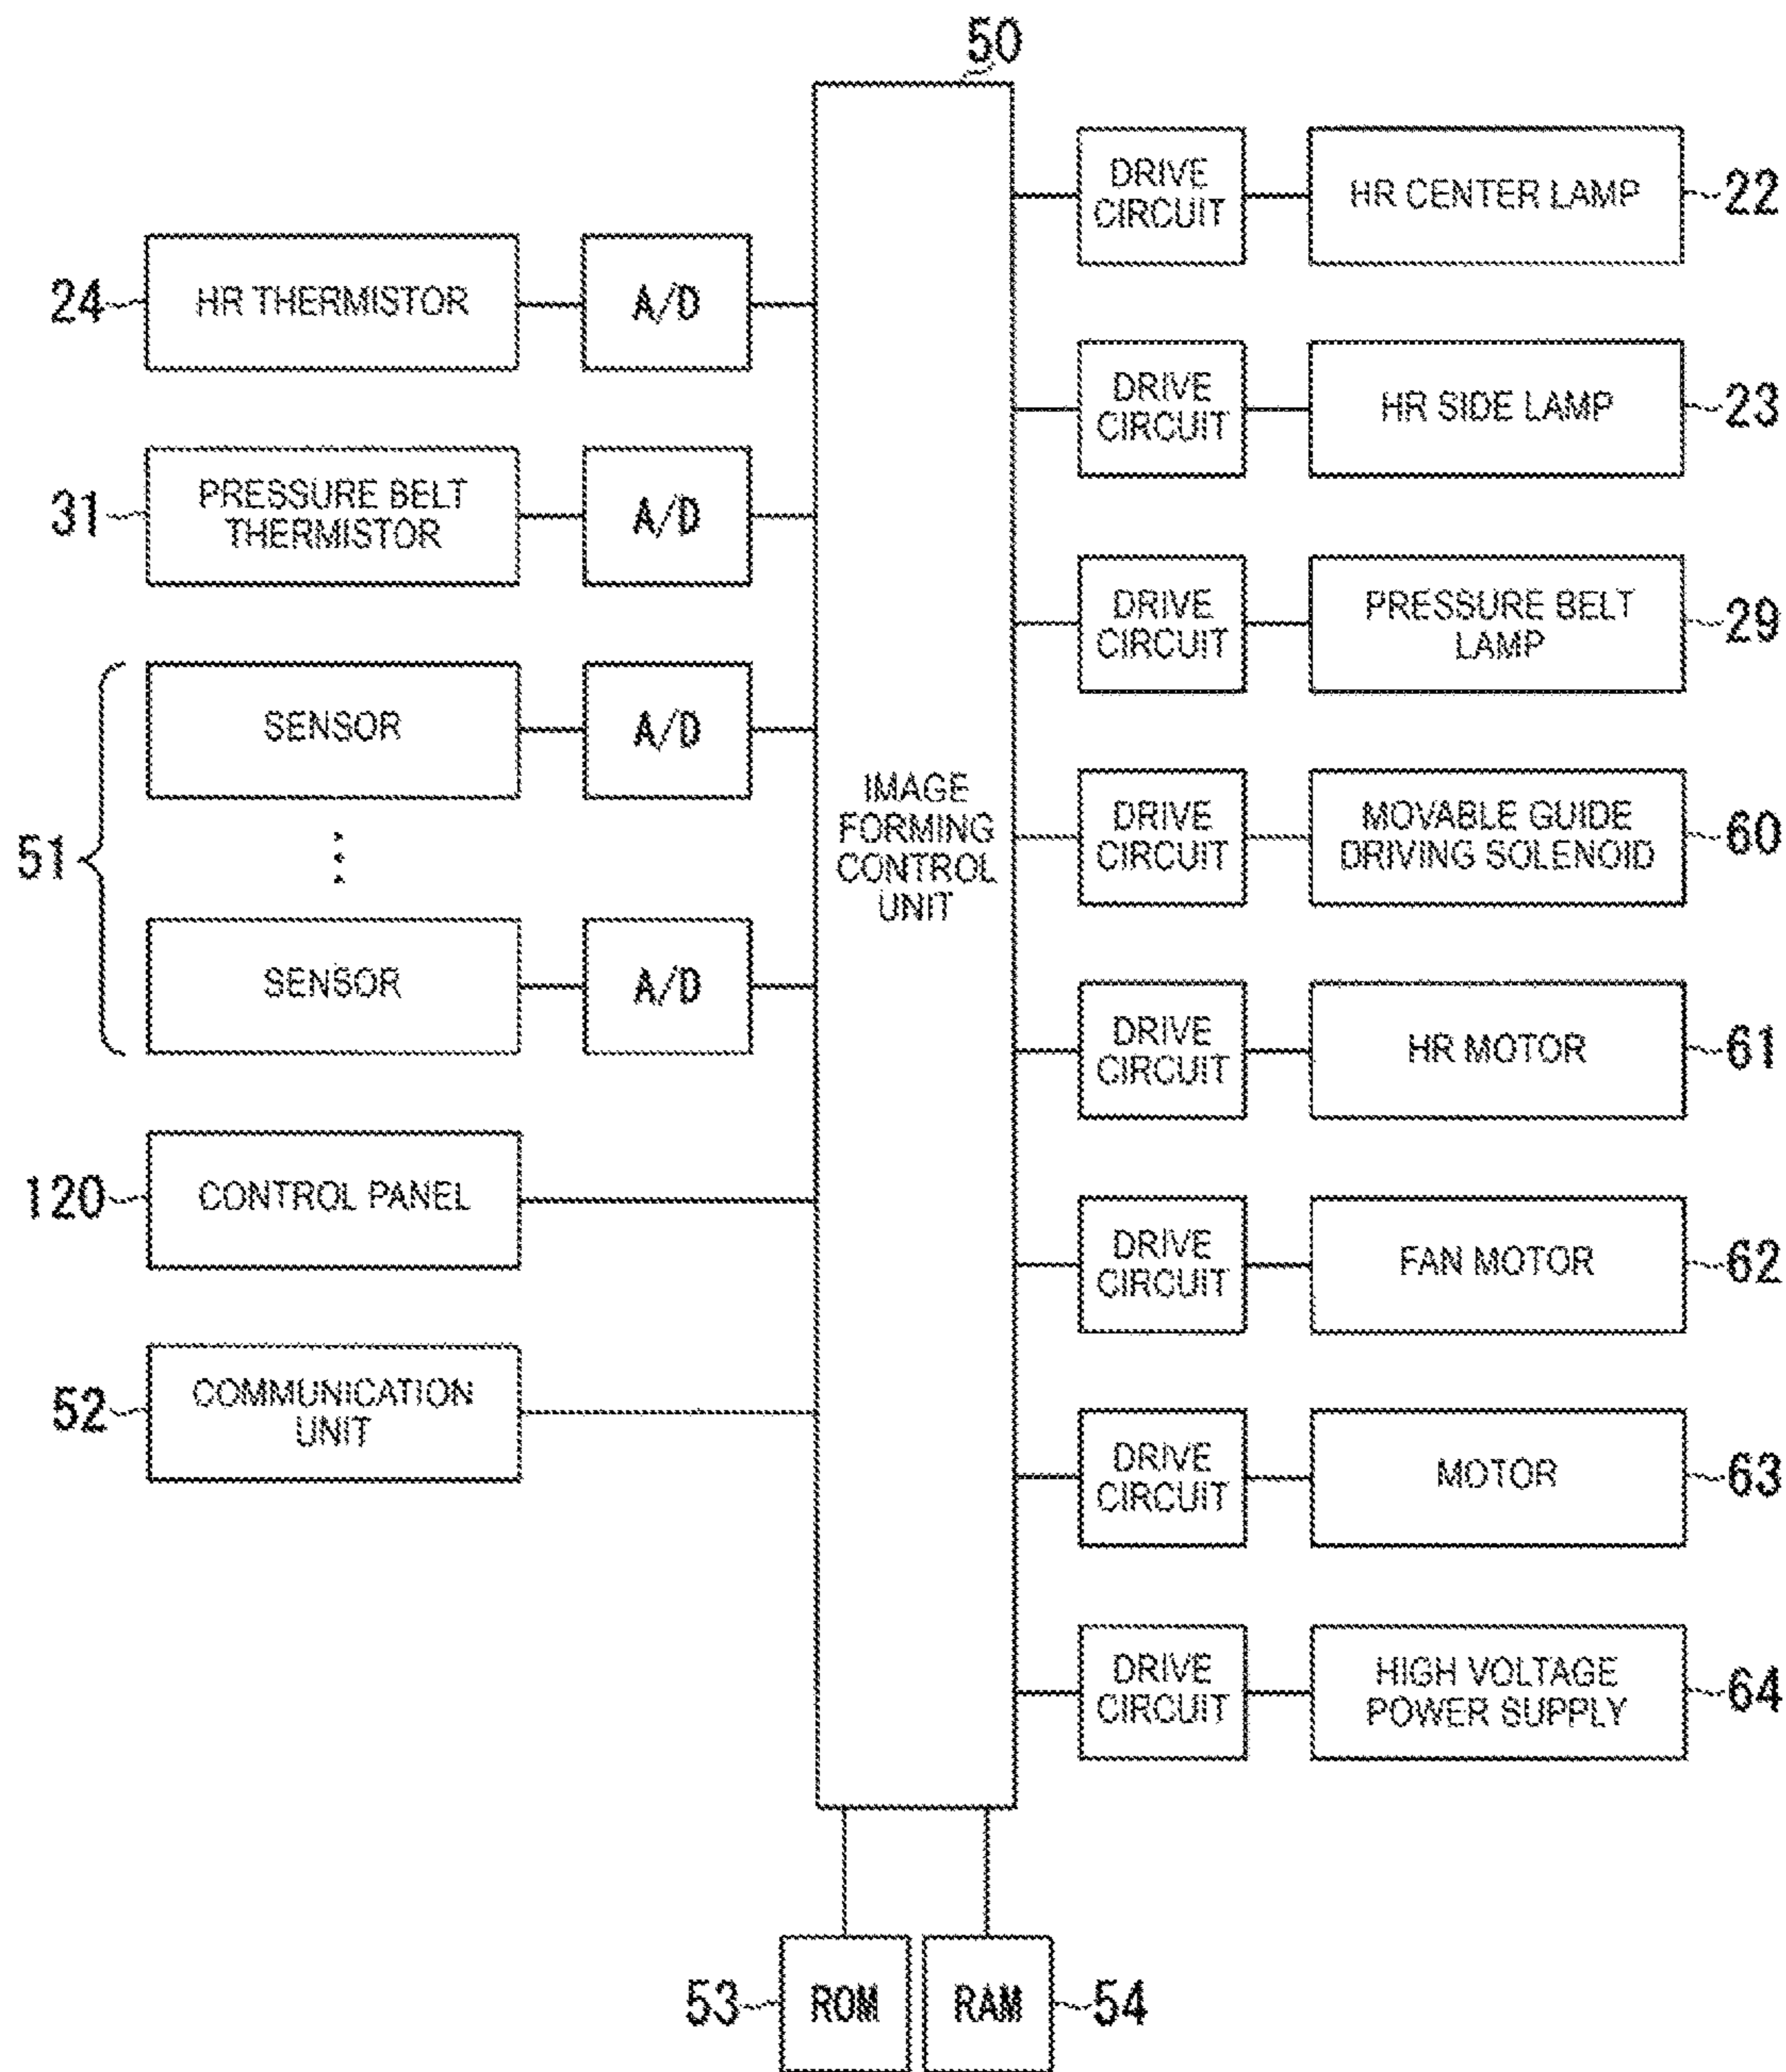 50
24
HR THERMISTOR
A/D
31
PRESSURE BELT
THERMISTOR
A/D
51
SENSOR
A/D
SENSOR
A/D
120
CONTROL PANEL
52
COMMUNICATION
UNIT
IMAGE
FORMING
CONTROL
UNIT
DRIVE
CIRCUIT
HR CENTER LAMP
22
DRIVE
CIRCUIT
HR SIDE LAMP
23
DRIVE
CIRCUIT
PRESSURE BELT
LAMP
29
DRIVE
CIRCUIT
MOVABLE GUIDE
DRIVING SOLENOID
60
DRIVE
CIRCUIT
HR MOTOR
61
DRIVE
CIRCUIT
FAN MOTOR
62
DRIVE
CIRCUIT
MOTOR
63
DRIVE
CIRCUIT
HIGH VOLTAGE
POWER SUPPLY
64
53
ROM
RAM
54